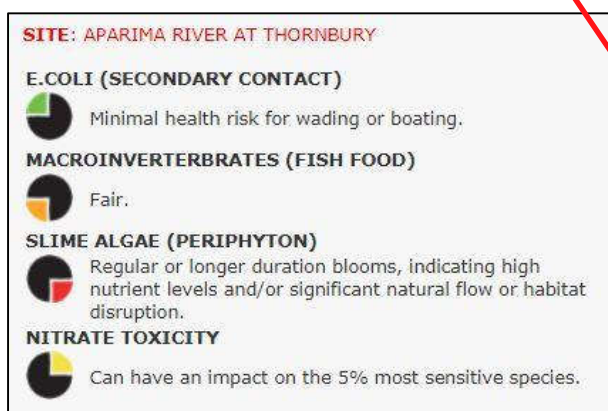 SITE: APARIMA RIVER AT THORNBURY
E.COLI (SECONDARY CONTACT)
Minimal health risk for wading or boating.
MACROINVERTERBRATES (FISH FOOD)
Fair.
SLIME ALGAE (PERIPHYTON)
Regular or longer duration blooms, indicating high
nutrient levels and/or significant natural flow or habitat
disruption.
NITRATE TOXICITY
Can have an impact on the 5% most sensitive species.